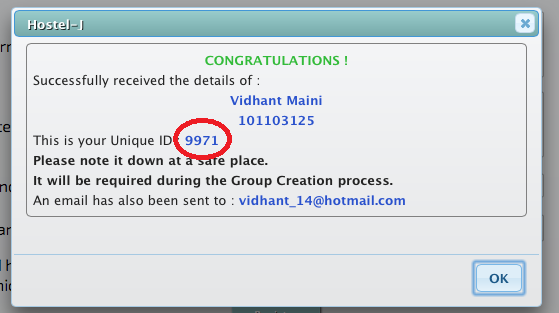 Hostel-I
CONGRATULATIONS !
Successfully received the details of :
Vidhant Maini
101103125
This is your Unique ID: 9971
Please note it down at a safe place.
It will be required during the Group Creation process.
An email has also been sent to : vidhant_14@hotmail.com
OK